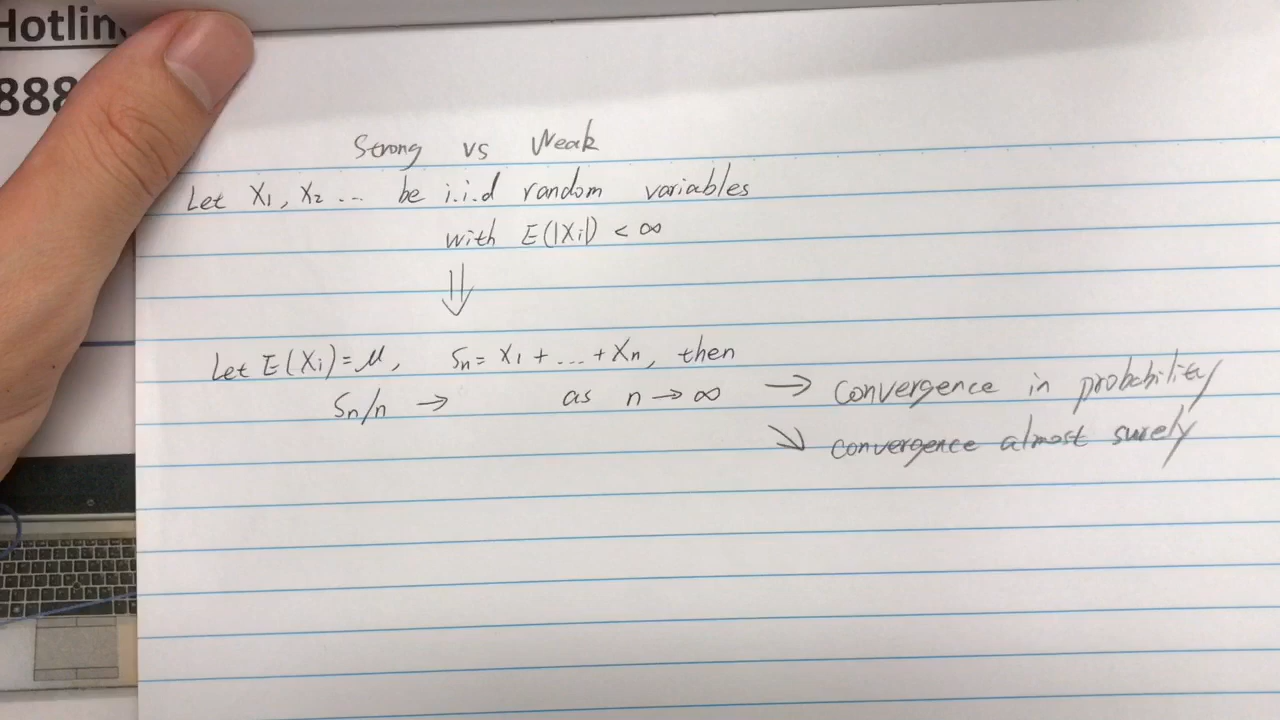 Hotlin
888
Strong vs Weak
Let X₁, X₂ ... be i.i.d random variables
with E(|Xi|) < ∞
⇓
Let E(Xi)=μ, Sn = X₁ + ... + Xn, then
Sn/n → as n → ∞ → convergence in probability
↘ convergence almost surely